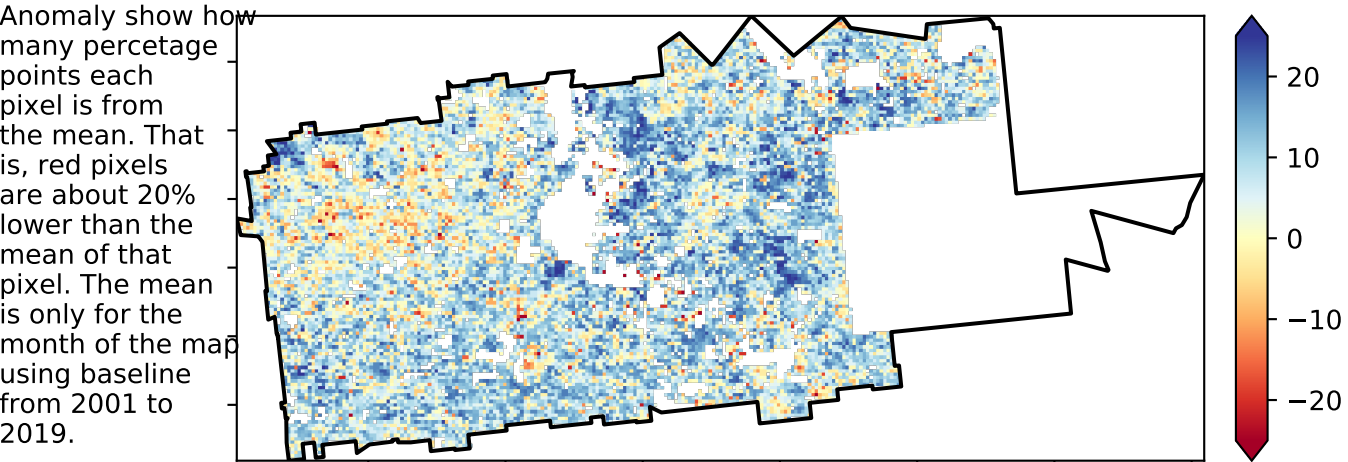 Anomaly show how
many percetage
points each
pixel is from
the mean. That
is, red pixels
are about 20%
lower than the
mean of that
pixel. The mean
is only for the
month of the map
using baseline
from 2001 to
2019.
20
10
0
−10
−20